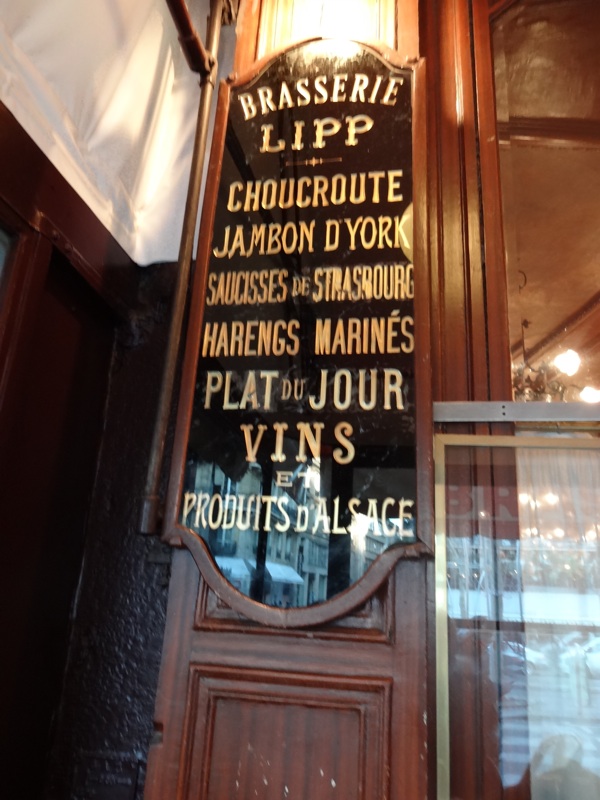 BRASSERIE
LIPP
CHOUCROUTE
JAMBON D'YORK
SAUCISSES DE STRASBOURG
HARENGS MARINÉS
PLAT DU JOUR
VINS
ET
PRODUITS D'ALSACE